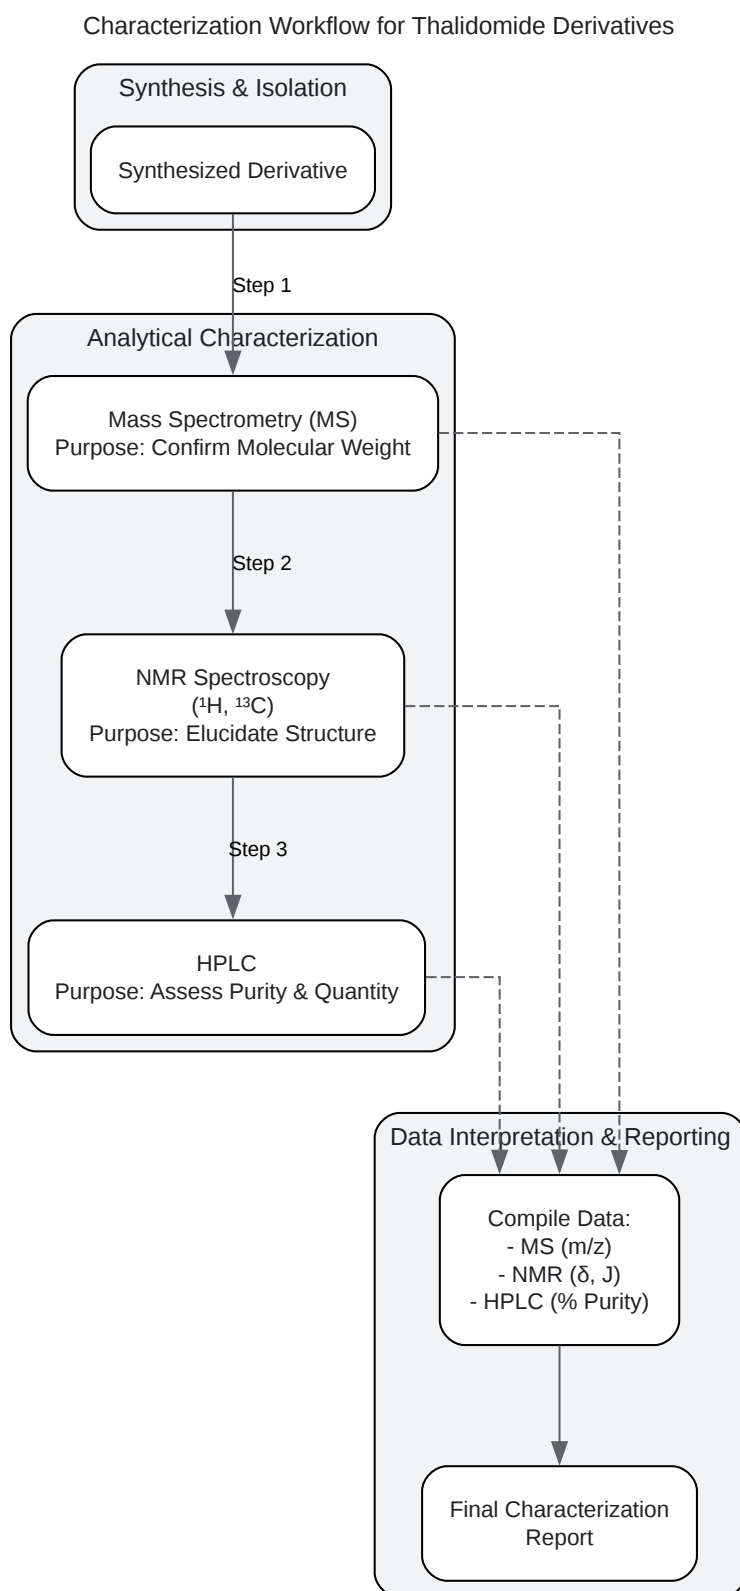 Characterization Workflow for Thalidomide Derivatives
Synthesis & Isolation
Synthesized Derivative
Step 1
Analytical Characterization
Mass Spectrometry (MS)
Purpose: Confirm Molecular Weight
Step 2
NMR Spectroscopy
(¹H, ¹³C)
Purpose: Elucidate Structure
Step 3
HPLC
Purpose: Assess Purity & Quantity
Data Interpretation & Reporting
Compile Data:
- MS (m/z)
- NMR (δ, J)
- HPLC (% Purity)
Final Characterization
Report